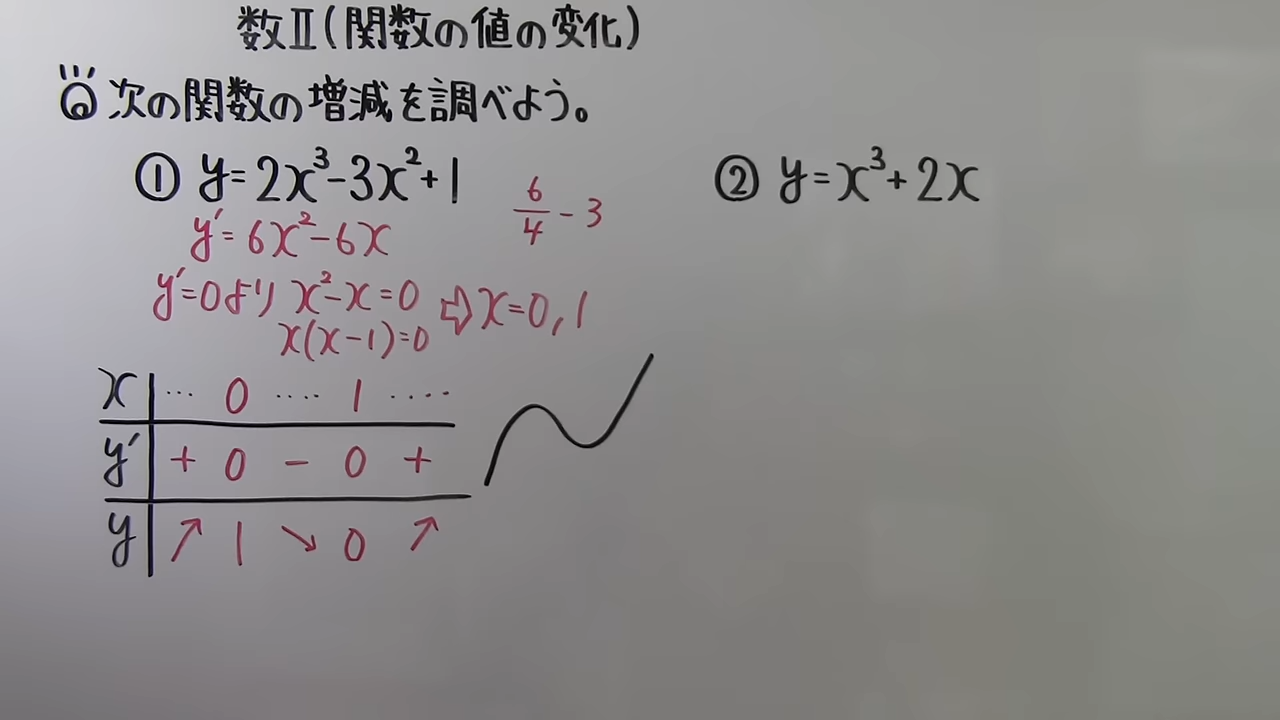 数Ⅱ(関数の値の変化)
Q 次の関数の増減を調べよう。
① y=2x³-3x²+1
6/4 - 3
y'=6x²-6x
y'=0より x²-x=0 ⇨ x=0,1
x(x-1)=0
x ... 0 .... 1 ....
y' + 0 - 0 +
y ↗ 1 ↘ 0 ↗
② y=x³+2x